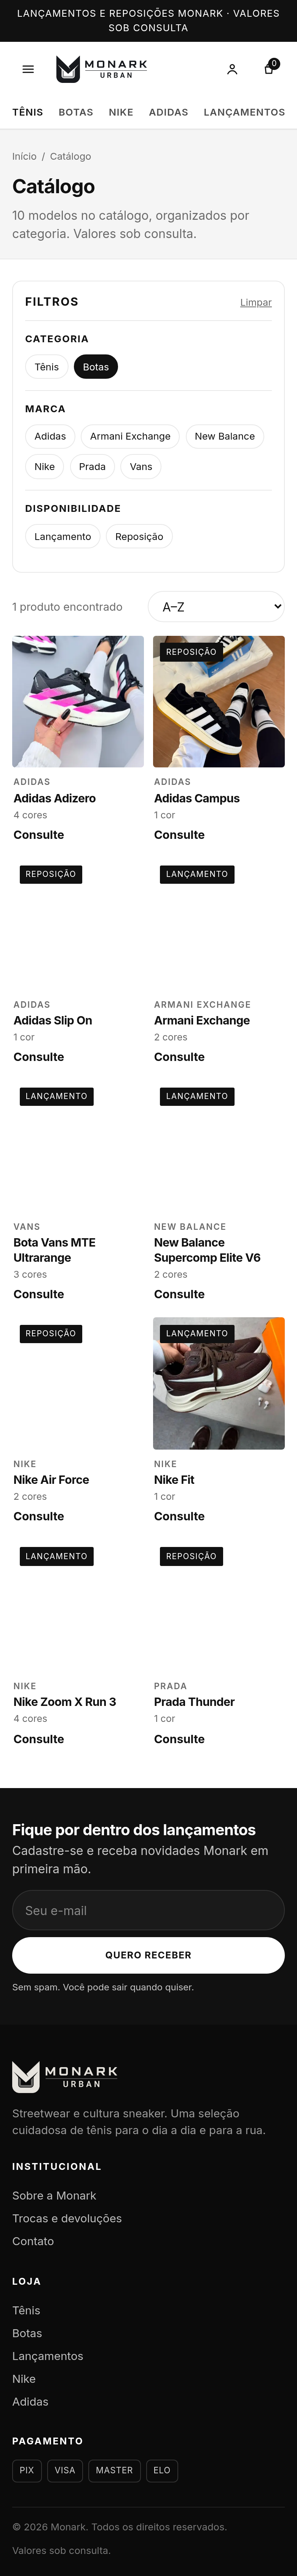 LANÇAMENTOS E REPOSIÇÕES MONARK · VALORES
SOB CONSULTA
MONARK
URBAN
0
TÊNIS BOTAS NIKE ADIDAS LANÇAMENTOS
Início / Catálogo
Catálogo
10 modelos no catálogo, organizados por
categoria. Valores sob consulta.
FILTROS Limpar
CATEGORIA
Tênis Botas
MARCA
Adidas Armani Exchange New Balance
Nike Prada Vans
DISPONIBILIDADE
Lançamento Reposição
1 produto encontrado A–Z
REPOSIÇÃO
ADIDAS ADIDAS
Adidas Adizero Adidas Campus
4 cores 1 cor
Consulte Consulte
REPOSIÇÃO LANÇAMENTO
ADIDAS ARMANI EXCHANGE
Adidas Slip On Armani Exchange
1 cor 2 cores
Consulte Consulte
LANÇAMENTO LANÇAMENTO
VANS NEW BALANCE
Bota Vans MTE New Balance
Ultrarange Supercomp Elite V6
3 cores 2 cores
Consulte Consulte
REPOSIÇÃO LANÇAMENTO
NIKE NIKE
Nike Air Force Nike Fit
2 cores 1 cor
Consulte Consulte
LANÇAMENTO REPOSIÇÃO
NIKE PRADA
Nike Zoom X Run 3 Prada Thunder
4 cores 1 cor
Consulte Consulte
Fique por dentro dos lançamentos
Cadastre-se e receba novidades Monark em
primeira mão.
Seu e-mail
QUERO RECEBER
Sem spam. Você pode sair quando quiser.
MONARK
URBAN
Streetwear e cultura sneaker. Uma seleção
cuidadosa de tênis para o dia a dia e para a rua.
INSTITUCIONAL
Sobre a Monark
Trocas e devoluções
Contato
LOJA
Tênis
Botas
Lançamentos
Nike
Adidas
PAGAMENTO
PIX VISA MASTER ELO
© 2026 Monark. Todos os direitos reservados.
Valores sob consulta.